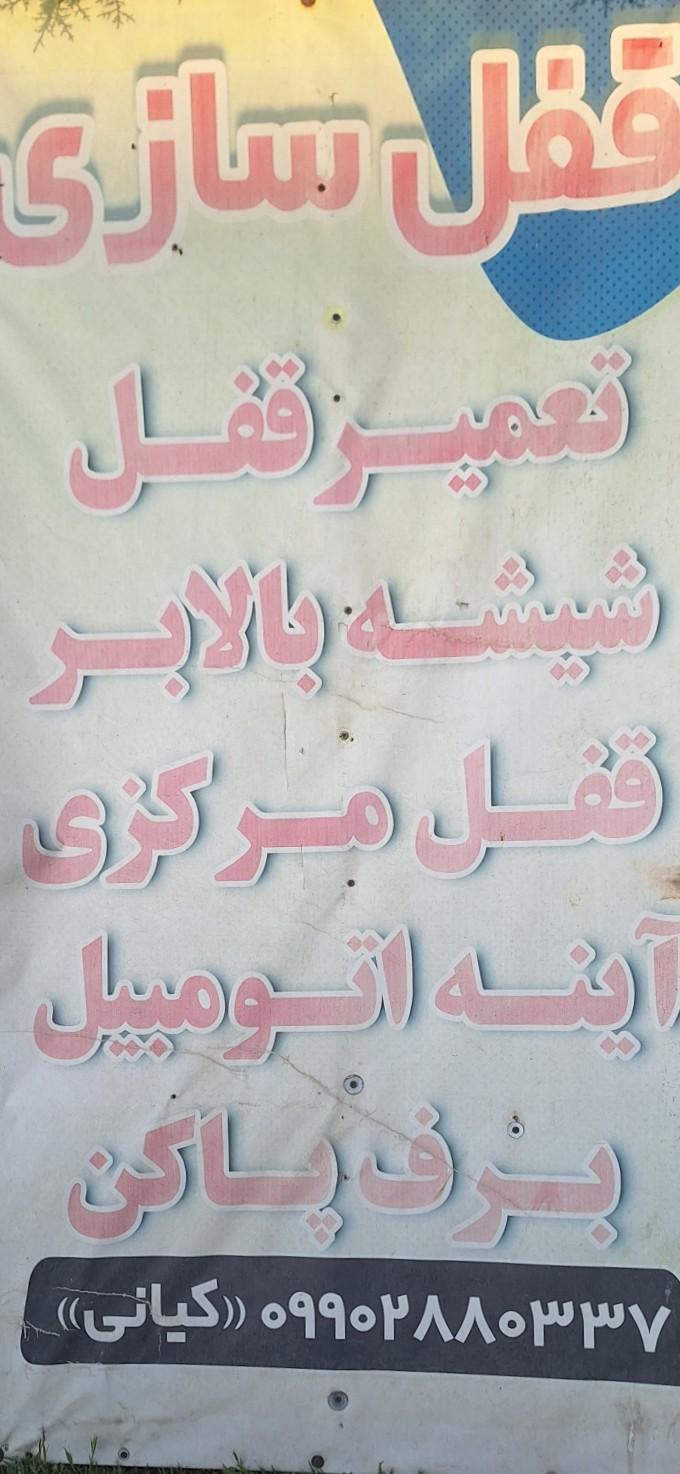 قفل سازی
تعمیر قفل
شیشه بالابر
قفل مرکزی
آینه اتومبیل
برف پاکن
۰۹۹۰۲۸۸۰۳۳۷ «کیانی»